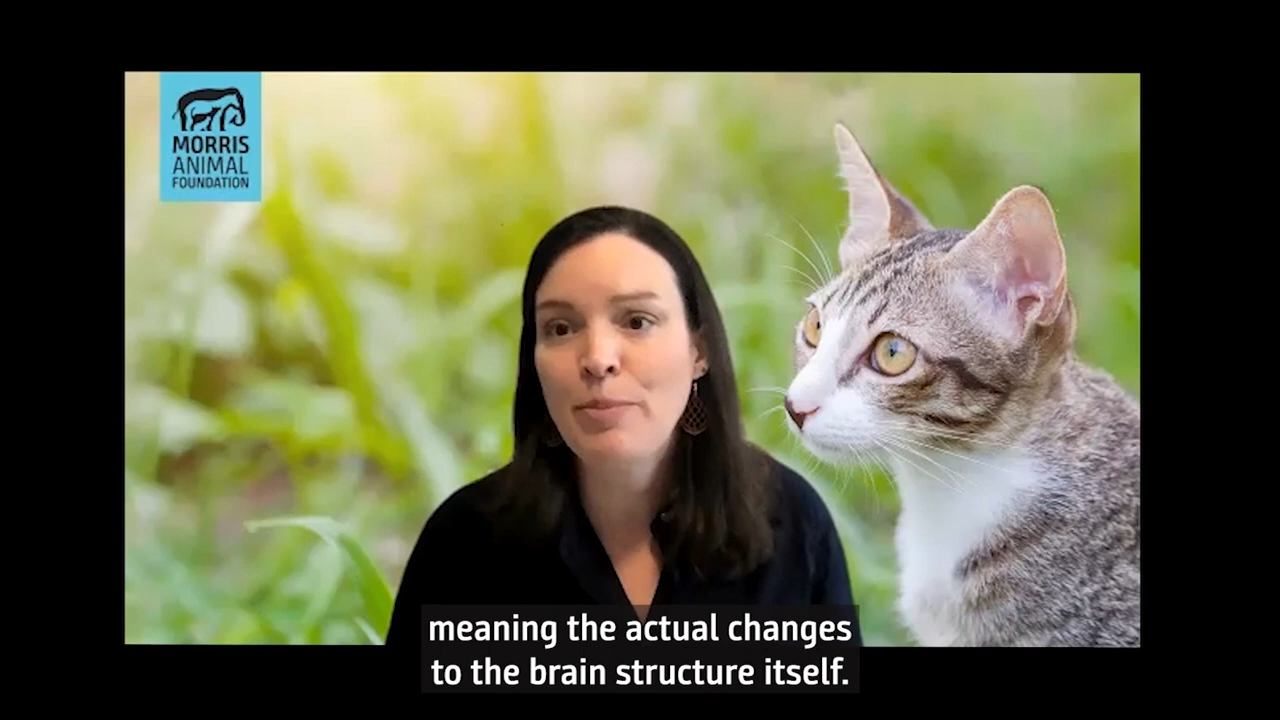 MORRIS
ANIMAL
FOUNDATION
meaning the actual changes
to the brain structure itself.